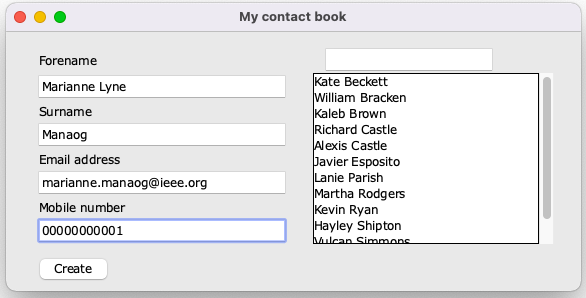 My contact book
Forename
Marianne Lyne
Surname
Manaog
Email address
marianne.manaog@ieee.org
Mobile number
00000000001
Create
Kate Beckett
William Bracken
Kaleb Brown
Richard Castle
Alexis Castle
Javier Esposito
Lanie Parish
Martha Rodgers
Kevin Ryan
Hayley Shipton
Vulcan Simmons